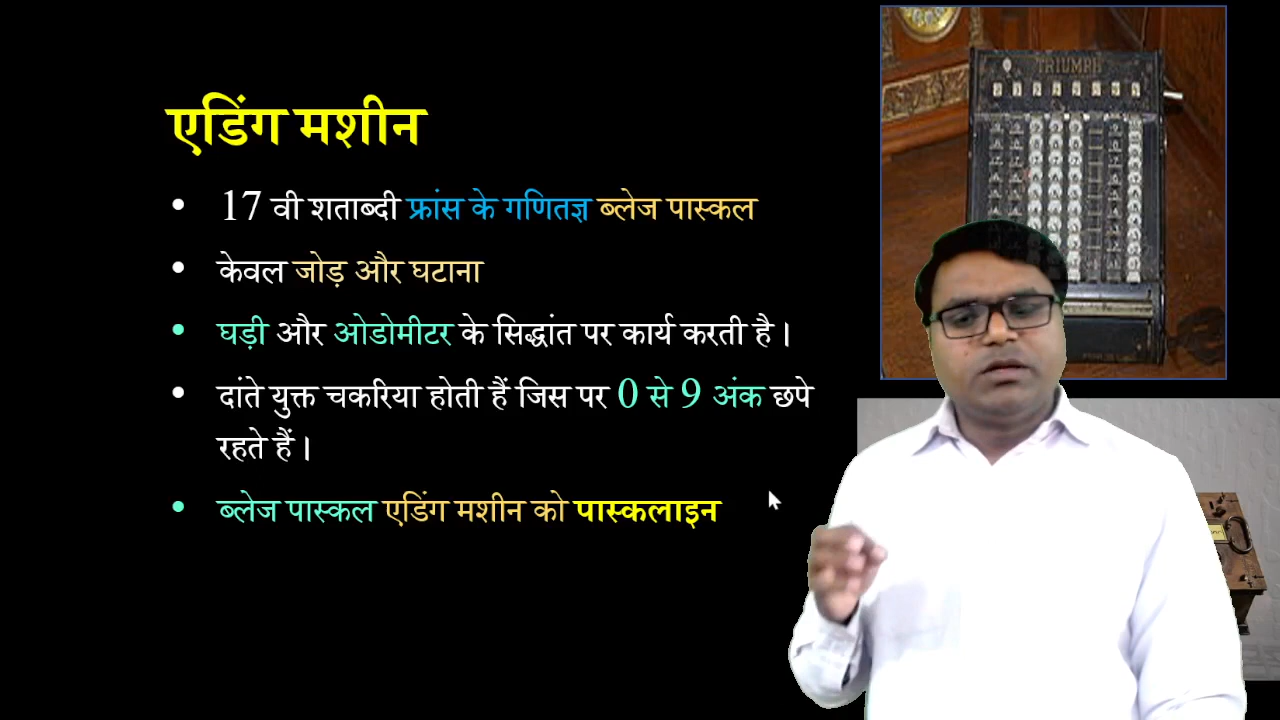 TRIUMPH
एडिंग मशीन
• 17 वी शताब्दी फ्रांस के गणितज्ञ ब्लेज पास्कल
• केवल जोड़ और घटाना
• घड़ी और ओडोमीटर के सिद्धांत पर कार्य करती है ।
• दांते युक्त चकरिया होती हैं जिस पर 0 से 9 अंक छपे
रहते हैं ।
• ब्लेज पास्कल एडिंग मशीन को पास्कलाइन